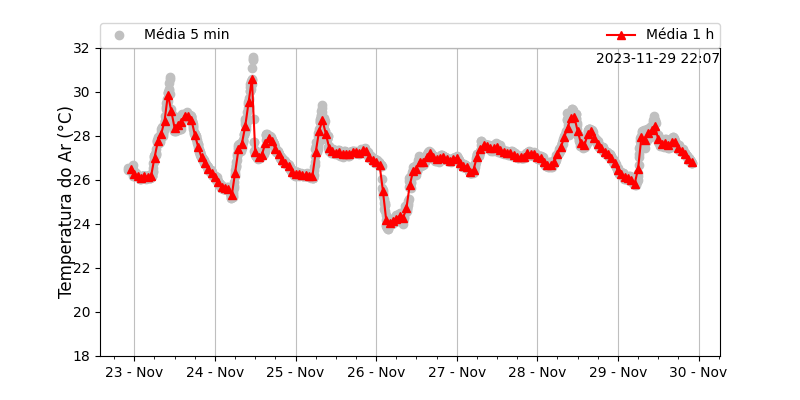 Média 5 min
Média 1 h
2023-11-29 22:07
Temperatura do Ar (°C)
32
30
28
26
24
22
20
18
23 - Nov
24 - Nov
25 - Nov
26 - Nov
27 - Nov
28 - Nov
29 - Nov
30 - Nov